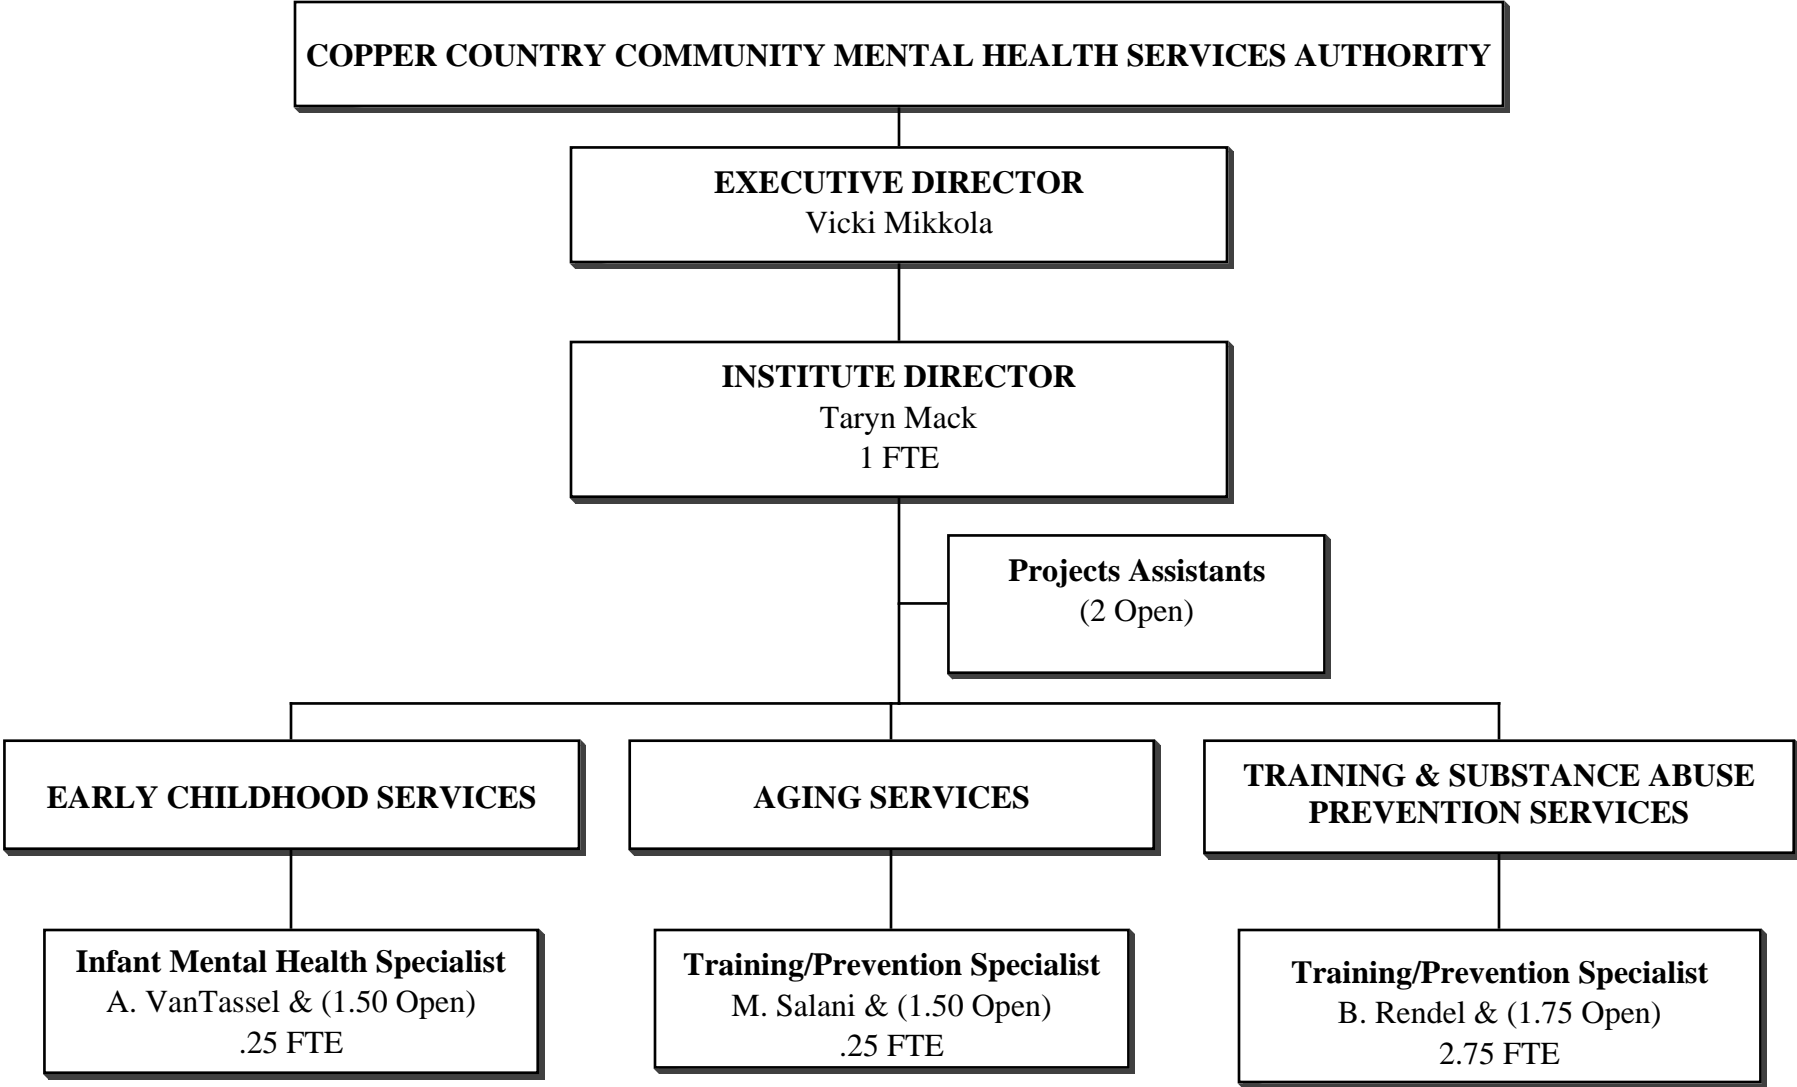 COPPER COUNTRY COMMUNITY MENTAL HEALTH SERVICES AUTHORITY
EXECUTIVE DIRECTOR
Vicki Mikkola
INSTITUTE DIRECTOR
Taryn Mack
1 FTE
Projects Assistants
(2 Open)
EARLY CHILDHOOD SERVICES
Infant Mental Health Specialist
A. VanTassel & (1.50 Open)
.25 FTE
AGING SERVICES
Training/Prevention Specialist
M. Salani & (1.50 Open)
.25 FTE
TRAINING & SUBSTANCE ABUSE
PREVENTION SERVICES
Training/Prevention Specialist
B. Rendel & (1.75 Open)
2.75 FTE